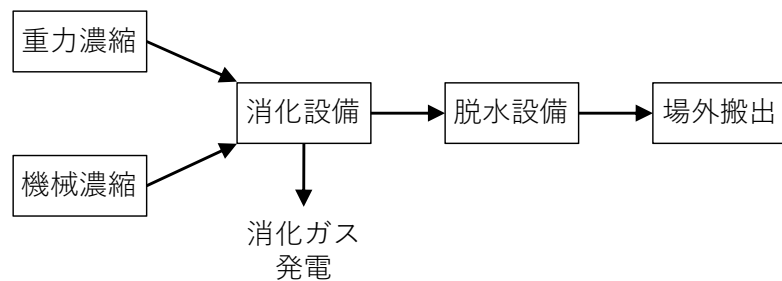 重力濃縮
機械濃縮
消化設備
脱水設備
場外搬出
消化ガス
発電